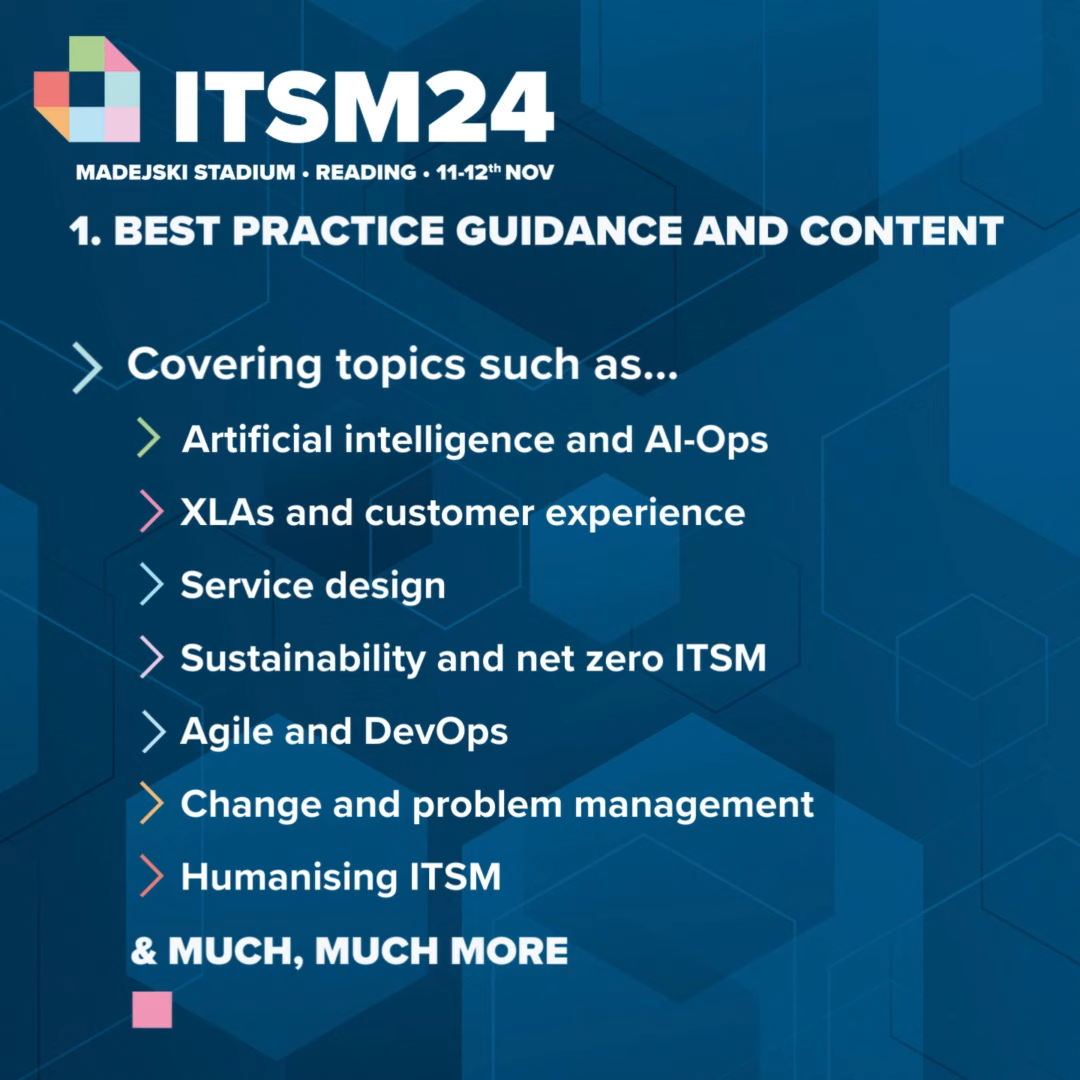 ITSM24
MADEJSKI STADIUM • READING • 11-12th NOV
1. BEST PRACTICE GUIDANCE AND CONTENT
Covering topics such as...
Artificial intelligence and AI-Ops
XLAs and customer experience
Service design
Sustainability and net zero ITSM
Agile and DevOps
Change and problem management
Humanising ITSM
& MUCH, MUCH MORE